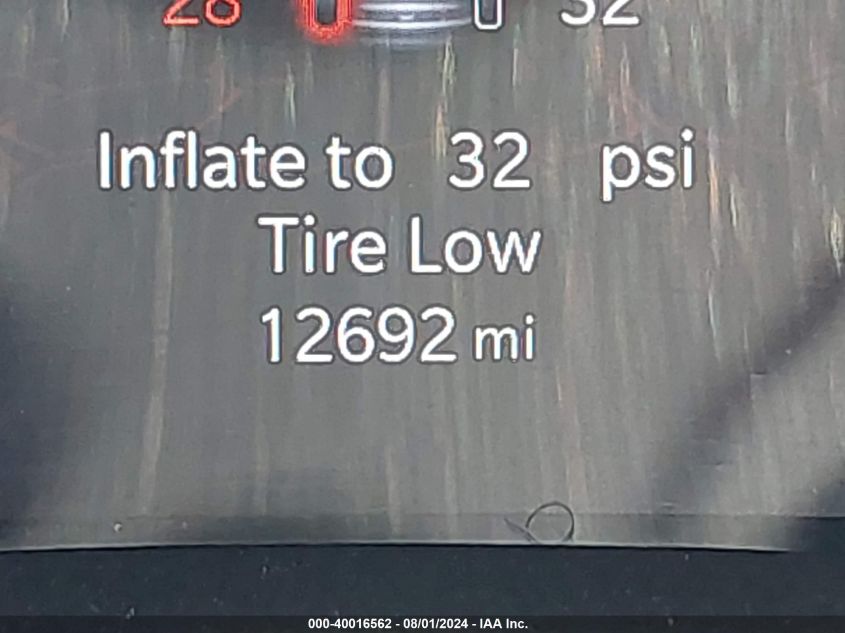 28 32
Inflate to 32 psi
Tire Low
12692 mi
000-40016562 - 08/01/2024 - IAA Inc.